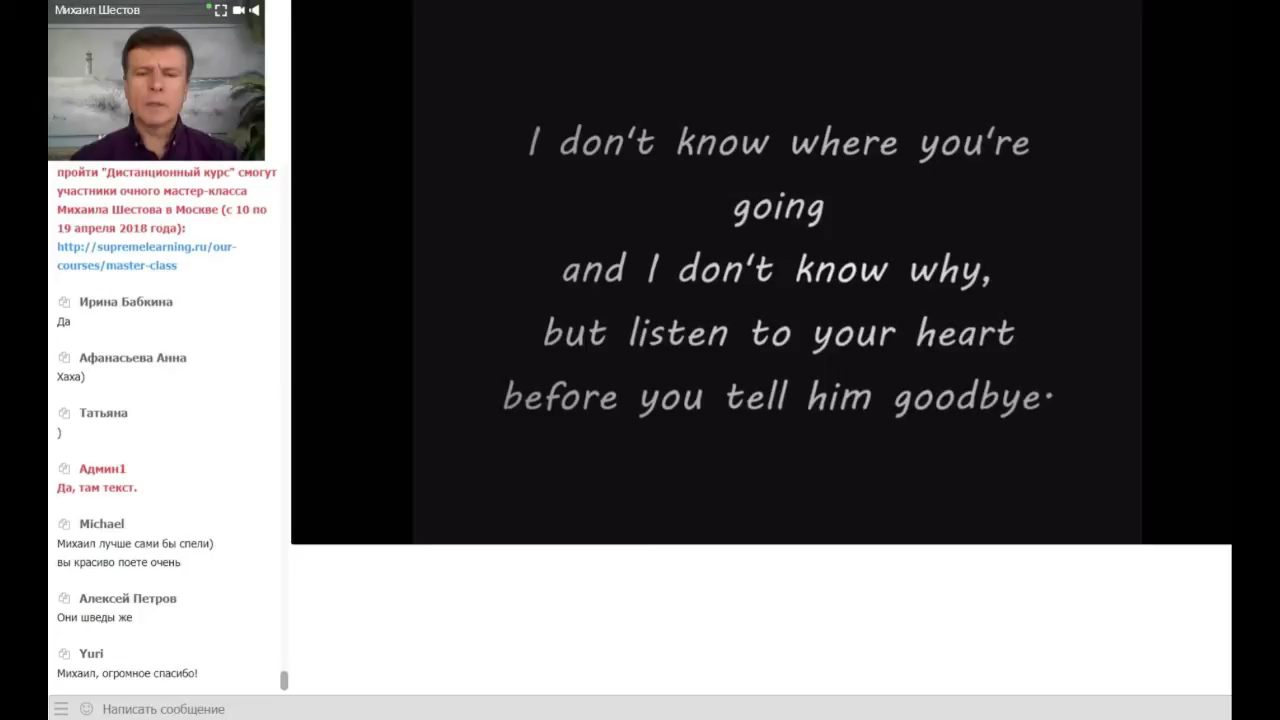 Михаил Шестов
пройти "Дистанционный курс" смогут
участники очного мастер-класса
Михаила Шестова в Москве (с 10 по
19 апреля 2018 года):
http://supremelearning.ru/our-
courses/master-class
Ирина Бабкина
Да
Афанасьева Анна
Хаха)
Татьяна
)
Админ1
Да, там текст.
Michael
Михаил лучше сами бы спели)
вы красиво поете очень
Алексей Петров
Они шведы же
Yuri
Михаил, огромное спасибо!
Написать сообщение
I don't know where you're
going
and I don't know why,
but listen to your heart
before you tell him goodbye.